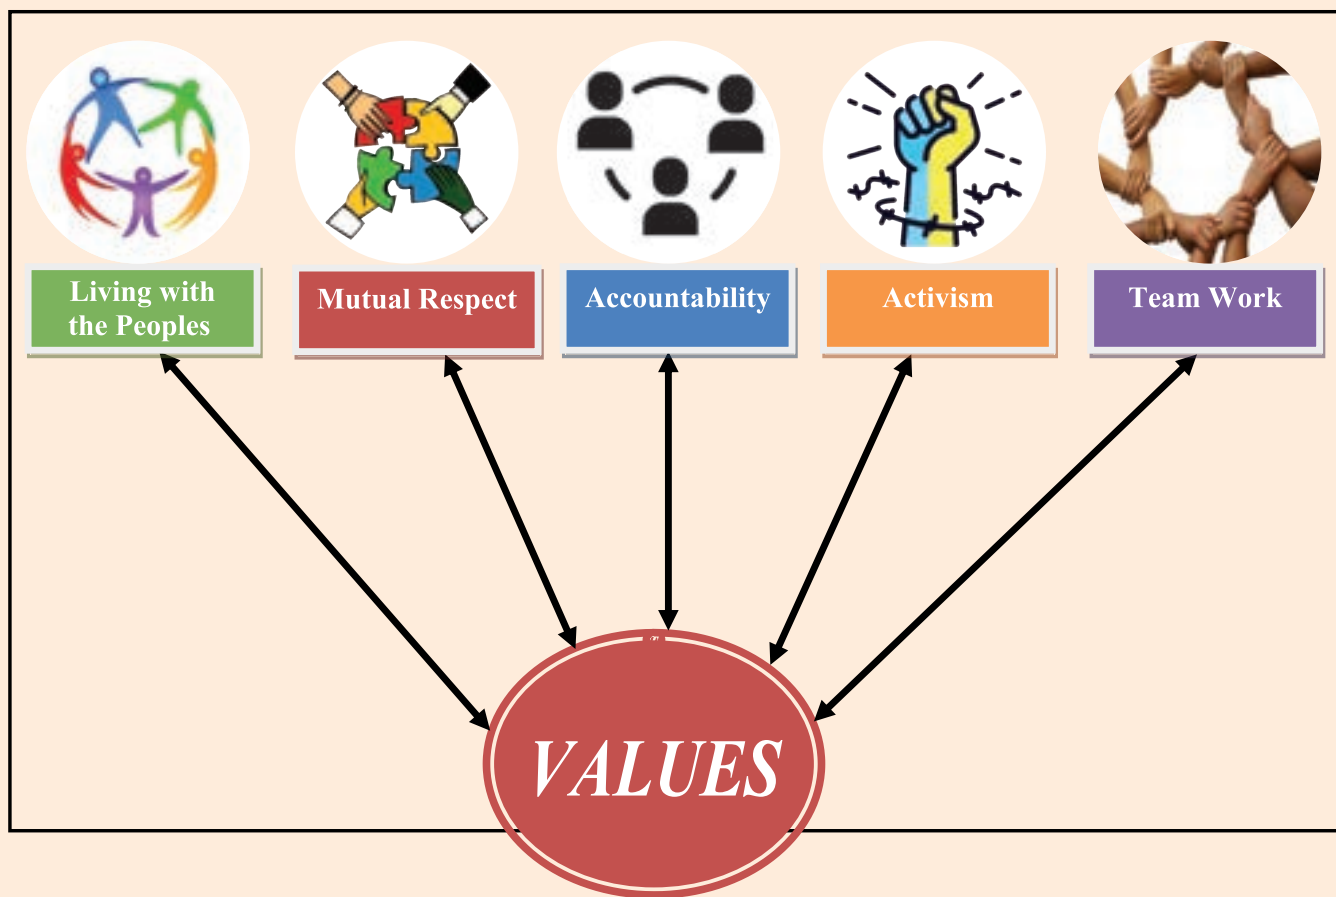 Living with
the Peoples
Mutual Respect
Accountability
Activism
Team Work
VALUES